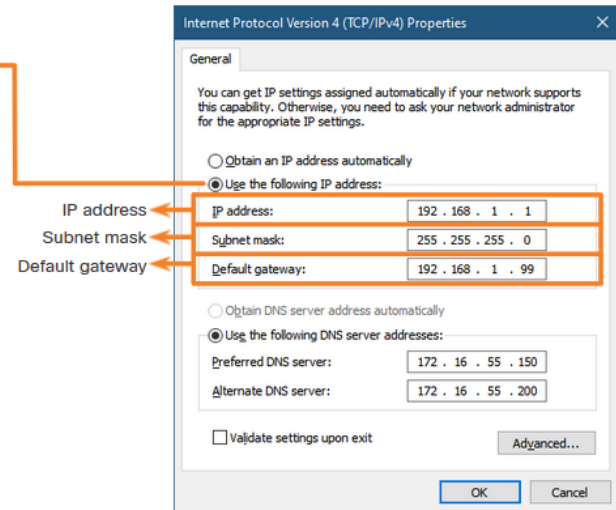 Internet Protocol Version 4 (TCP/IPv4) Properties
General
You can get IP settings assigned automatically if your network supports
this capability. Otherwise, you need to ask your network administrator
for the appropriate IP settings.
Obtain an IP address automatically
Use the following IP address:
IP address
IP address: 192 . 168 . 1 . 1
Subnet mask
Subnet mask: 255 . 255 . 255 . 0
Default gateway
Default gateway: 192 . 168 . 1 . 99
Obtain DNS server address automatically
Use the following DNS server addresses:
Preferred DNS server: 172 . 16 . 55 . 150
Alternate DNS server: 172 . 16 . 55 . 200
Validate settings upon exit
Advanced...
OK Cancel